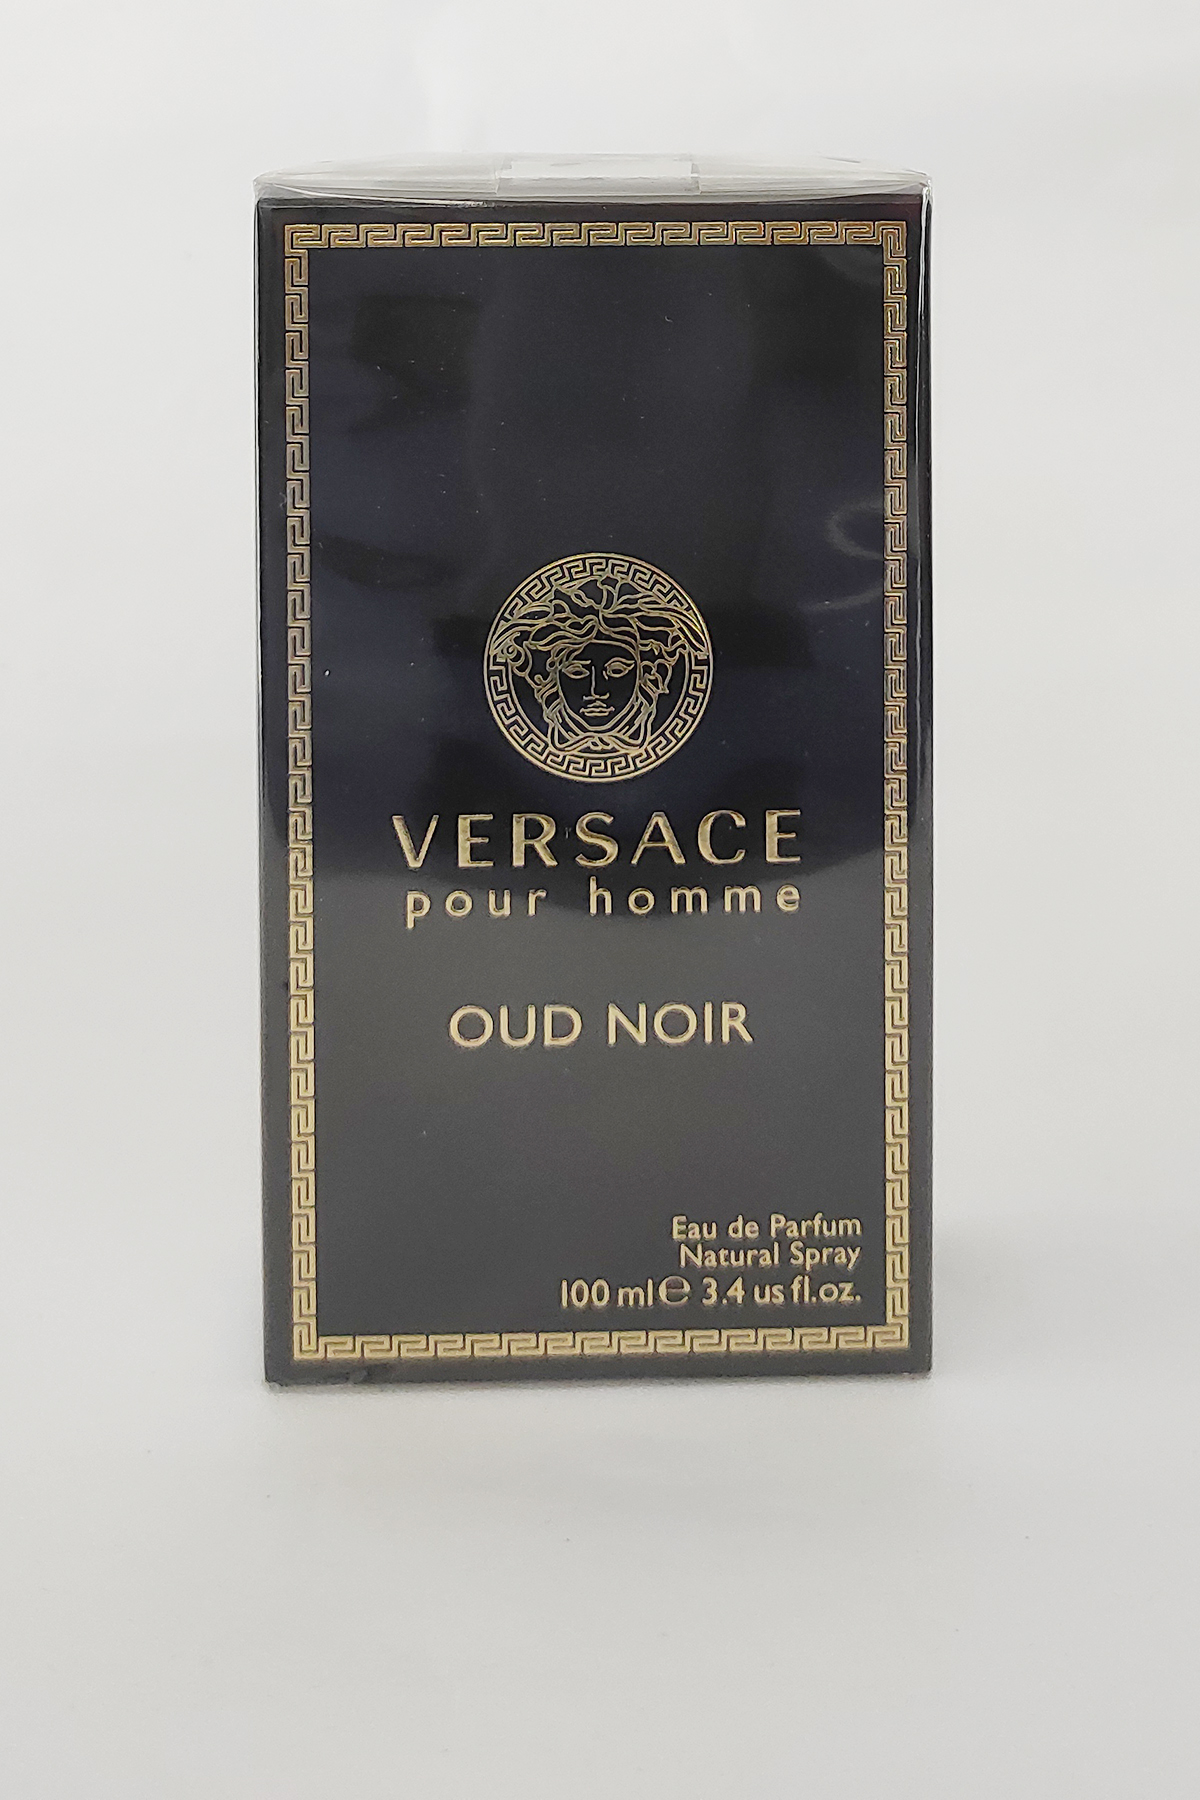 VERSACE
pour homme
OUD NOIR
Eau de Parfum
Natural Spray
100 ml ℮ 3.4 us fl.oz.